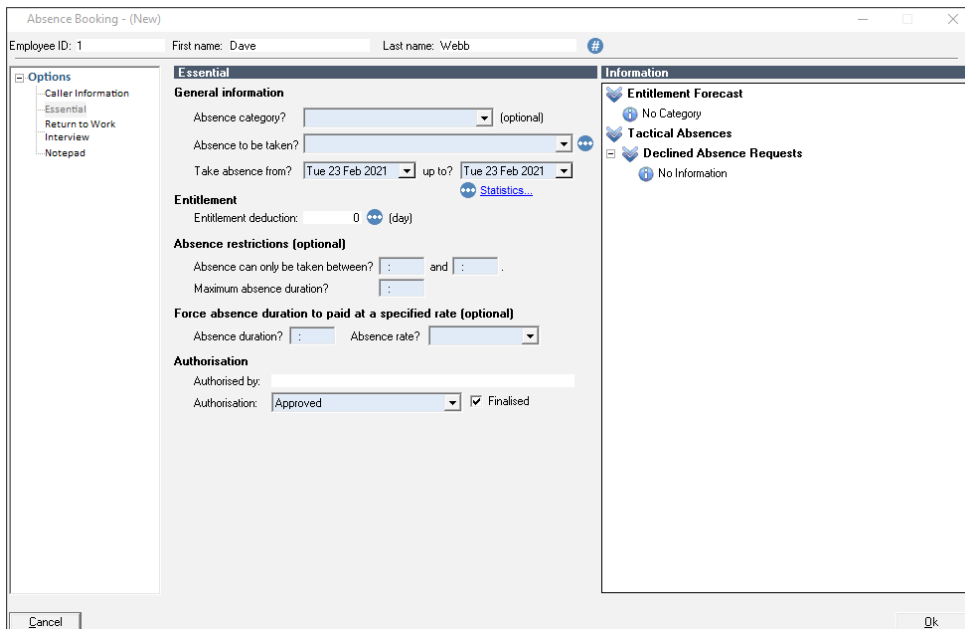 Absence Booking - (New)
Employee ID: 1 First name: Dave Last name: Webb #
Options
Caller Information
Essential
Return to Work
Interview
Notepad
Essential
General information
Absence category? (optional)
Absence to be taken?
Take absence from? Tue 23 Feb 2021 up to? Tue 23 Feb 2021
Statistics...
Entitlement
Entitlement deduction: 0 (day)
Absence restrictions (optional)
Absence can only be taken between? : and : .
Maximum absence duration? :
Force absence duration to paid at a specified rate (optional)
Absence duration? : Absence rate?
Authorisation
Authorised by:
Authorisation: Approved Finalised
Information
Entitlement Forecast
No Category
Tactical Absences
Declined Absence Requests
No Information
Cancel Ok